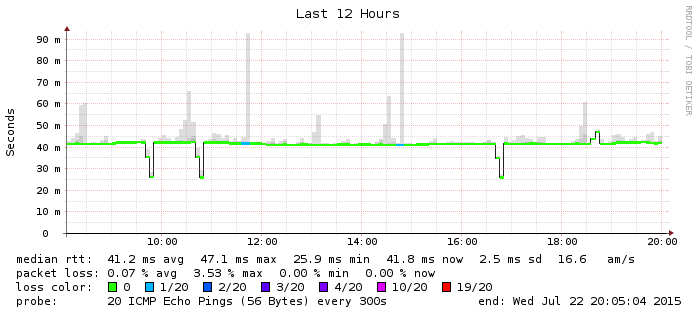 Last 12 Hours
RRDTOOL / TOBI OETIKER
Seconds
90 m
80 m
70 m
60 m
50 m
40 m
30 m
20 m
10 m
0
10:00 12:00 14:00 16:00 18:00 20:00
median rtt: 41.2 ms avg 47.1 ms max 25.9 ms min 41.8 ms now 2.5 ms sd 16.6 am/s
packet loss: 0.07 % avg 3.53 % max 0.00 % min 0.00 % now
loss color: 0 1/20 2/20 3/20 4/20 10/20 19/20
probe: 20 ICMP Echo Pings (56 Bytes) every 300s end: Wed Jul 22 20:05:04 2015